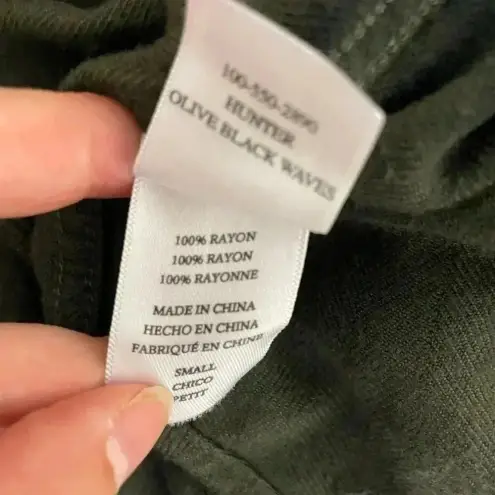 100-550-2890
HUNTER
OLIVE BLACK WAVES
100% RAYON
100% RAYON
100% RAYONNE
MADE IN CHINA
HECHO EN CHINA
FABRIQUÉ EN CHINE
SMALL
CHICO
PETIT